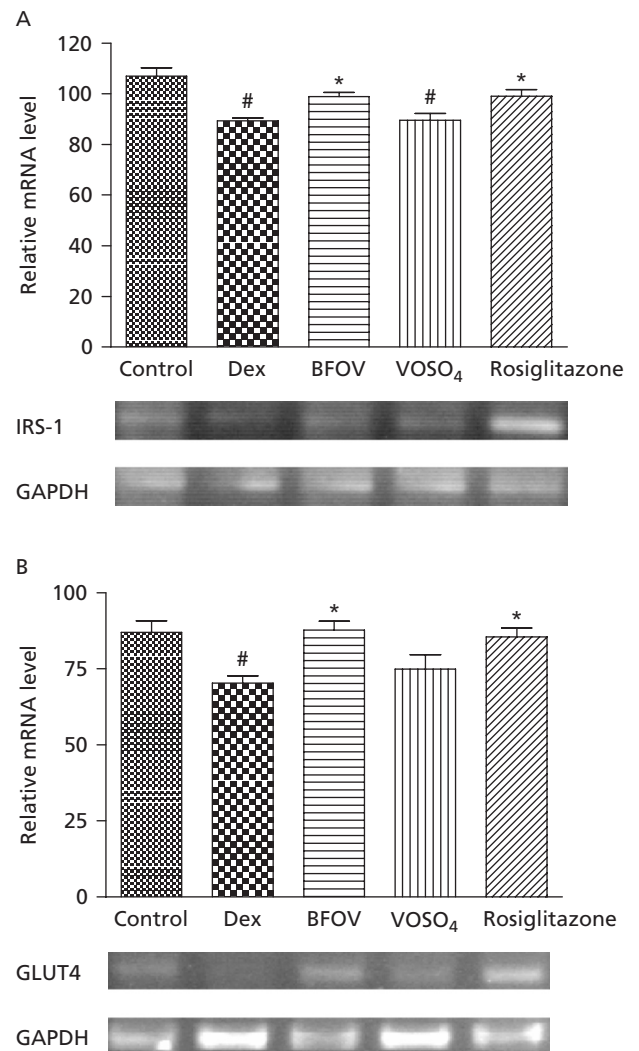 A
120
100
80
60
40
20
0
Relative mRNA level
# * # *
Control Dex BFOV VOSO₄ Rosiglitazone
IRS-1
GAPDH
B
100
75
50
25
0
Relative mRNA level
# * *
Control Dex BFOV VOSO₄ Rosiglitazone
GLUT4
GAPDH